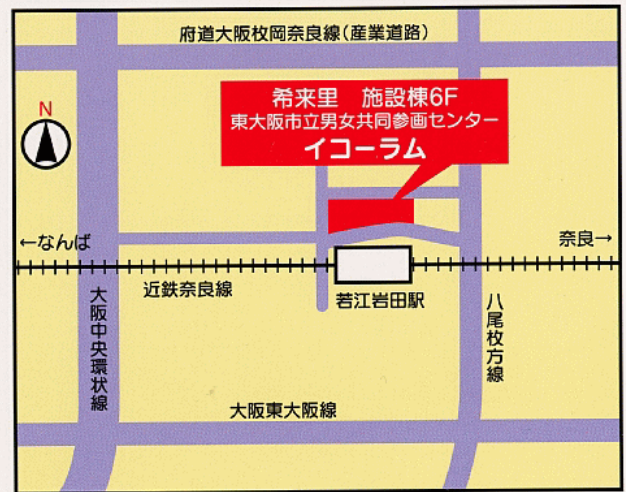 府道大阪枚岡奈良線(産業道路)
希来里　施設棟6F
東大阪市立男女共同参画センター
イコーラム
N
←なんば
奈良→
近鉄奈良線
若江岩田駅
大阪中央環状線
八尾枚方線
大阪東大阪線